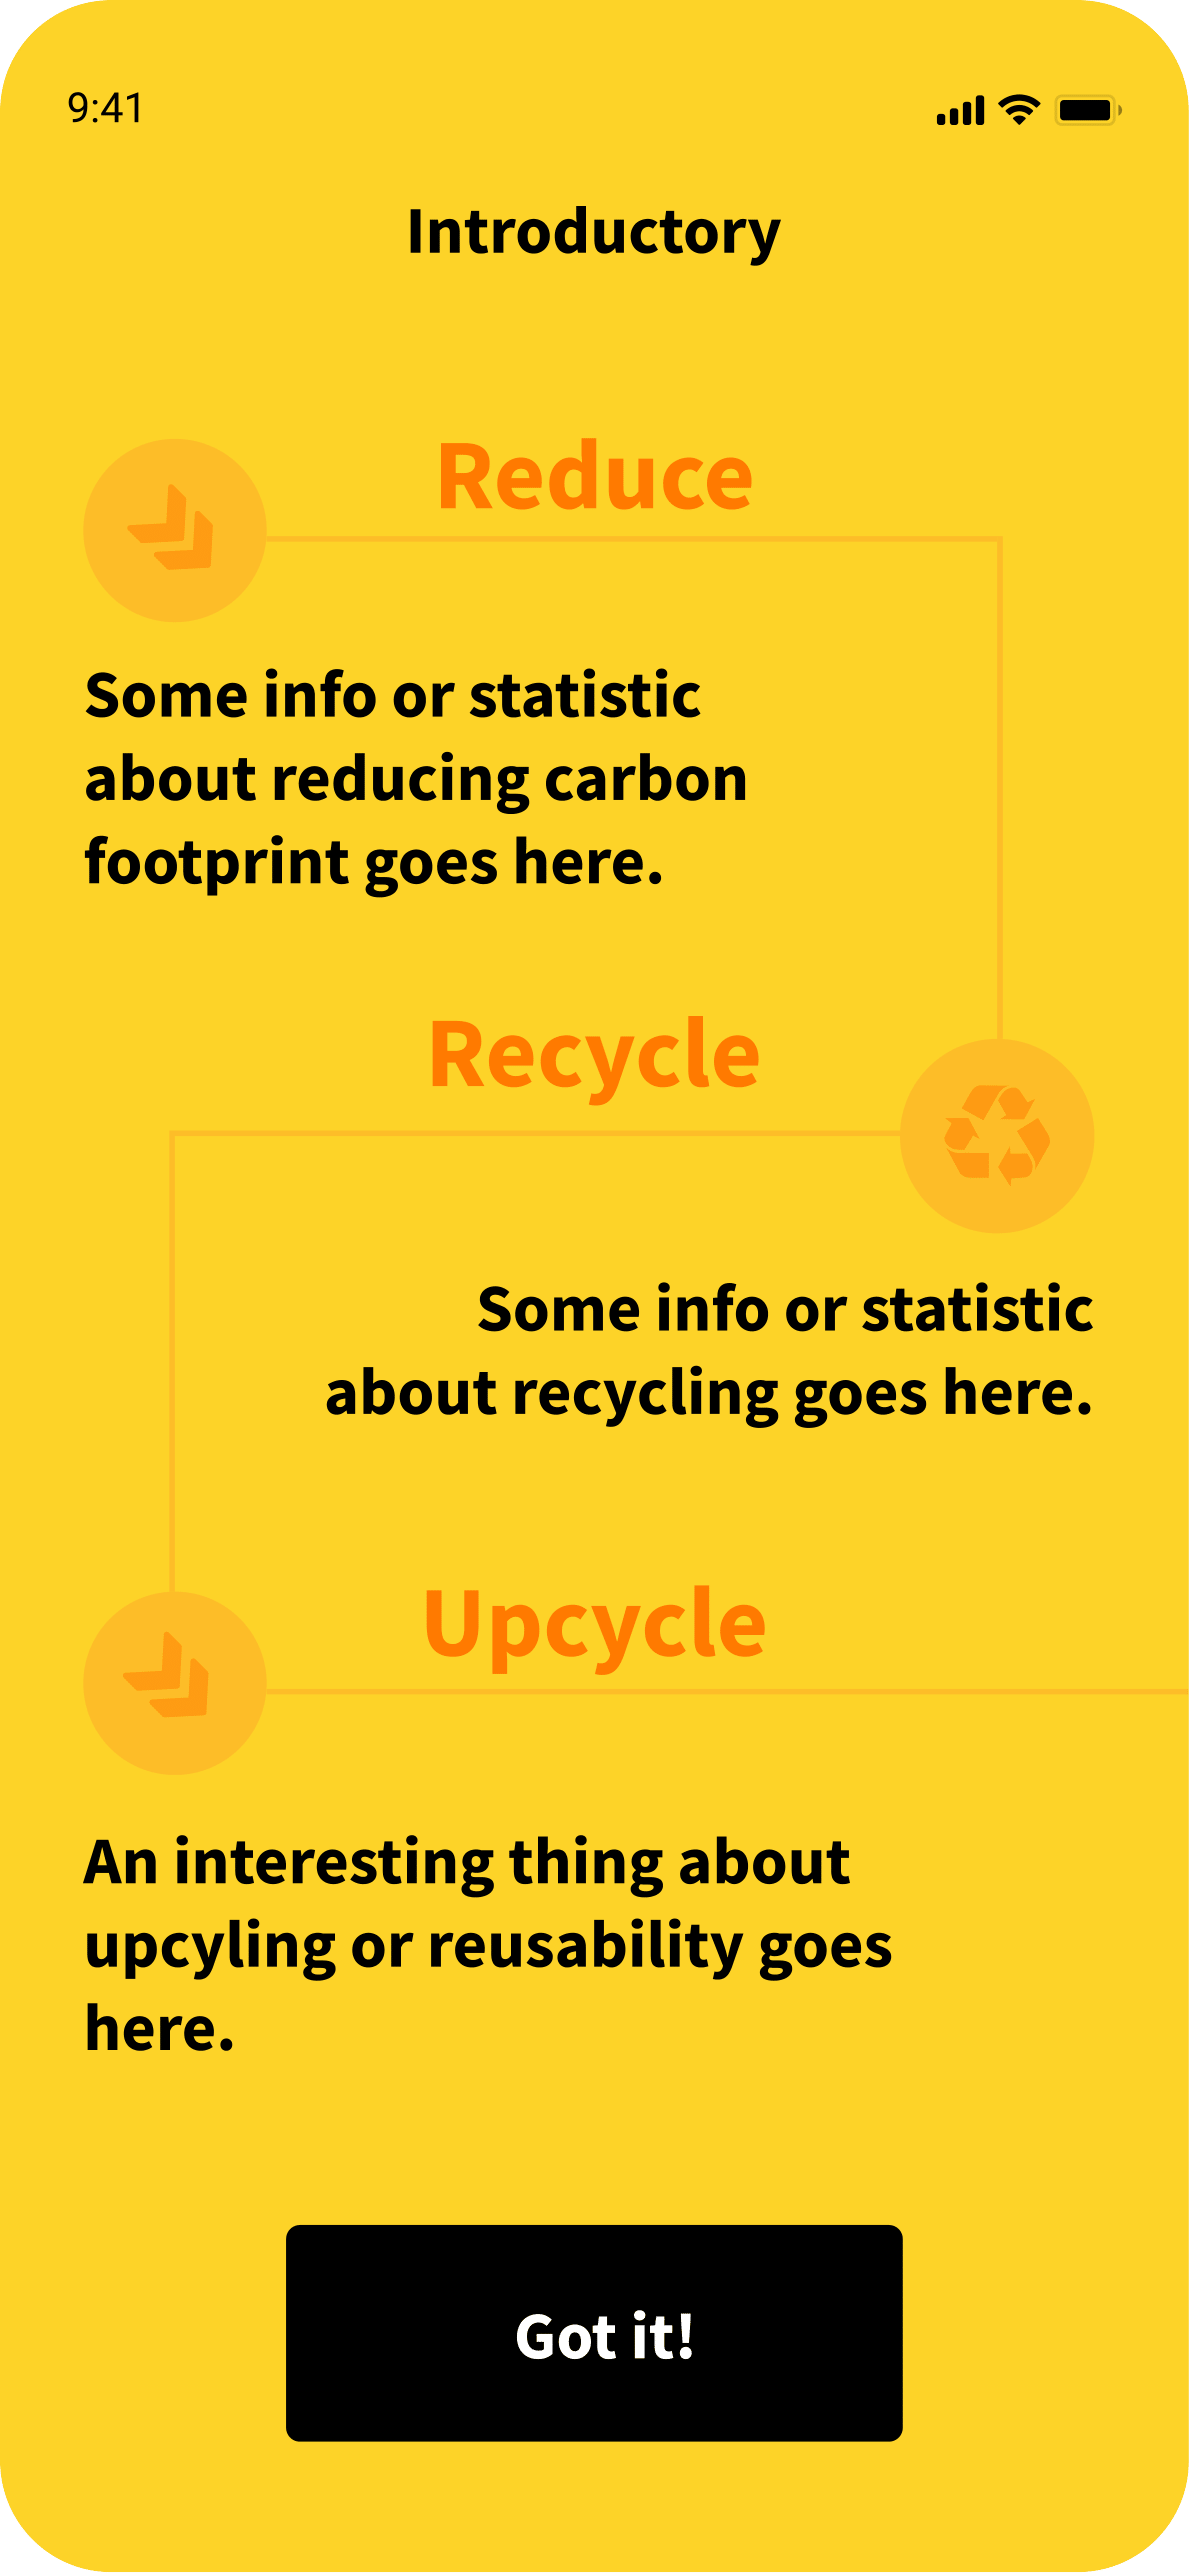 9:41
Introductory
Reduce
Some info or statistic
about reducing carbon
footprint goes here.
Recycle
Some info or statistic
about recycling goes here.
Upcycle
An interesting thing about
upcyling or reusability goes
here.
Got it!